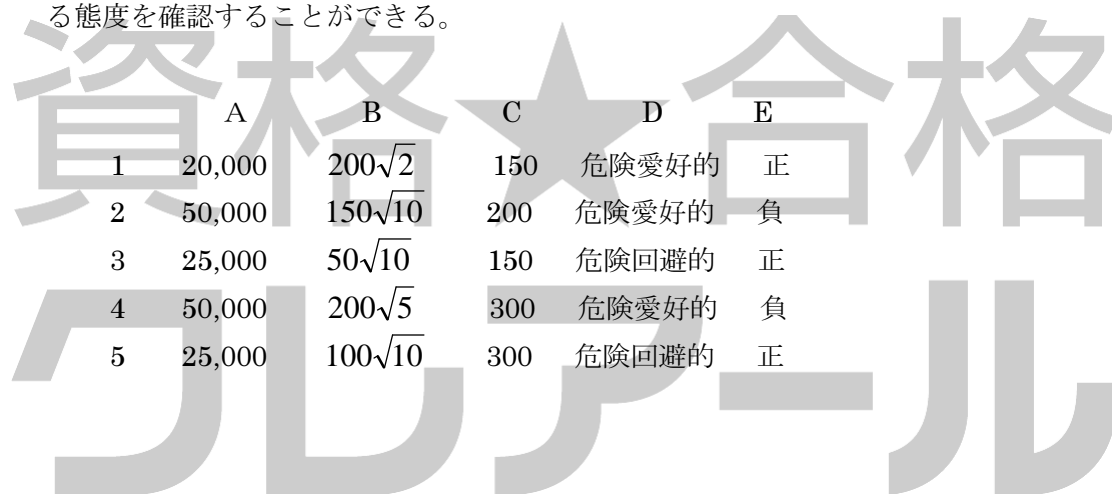 る態度を確認することができる。
A B C D E
1 20,000 200√2 150 危険愛好的 正
2 50,000 150√10 200 危険愛好的 負
3 25,000 50√10 150 危険回避的 正
4 50,000 200√5 300 危険愛好的 負
5 25,000 100√10 300 危険回避的 正
資格★合格
クレアール